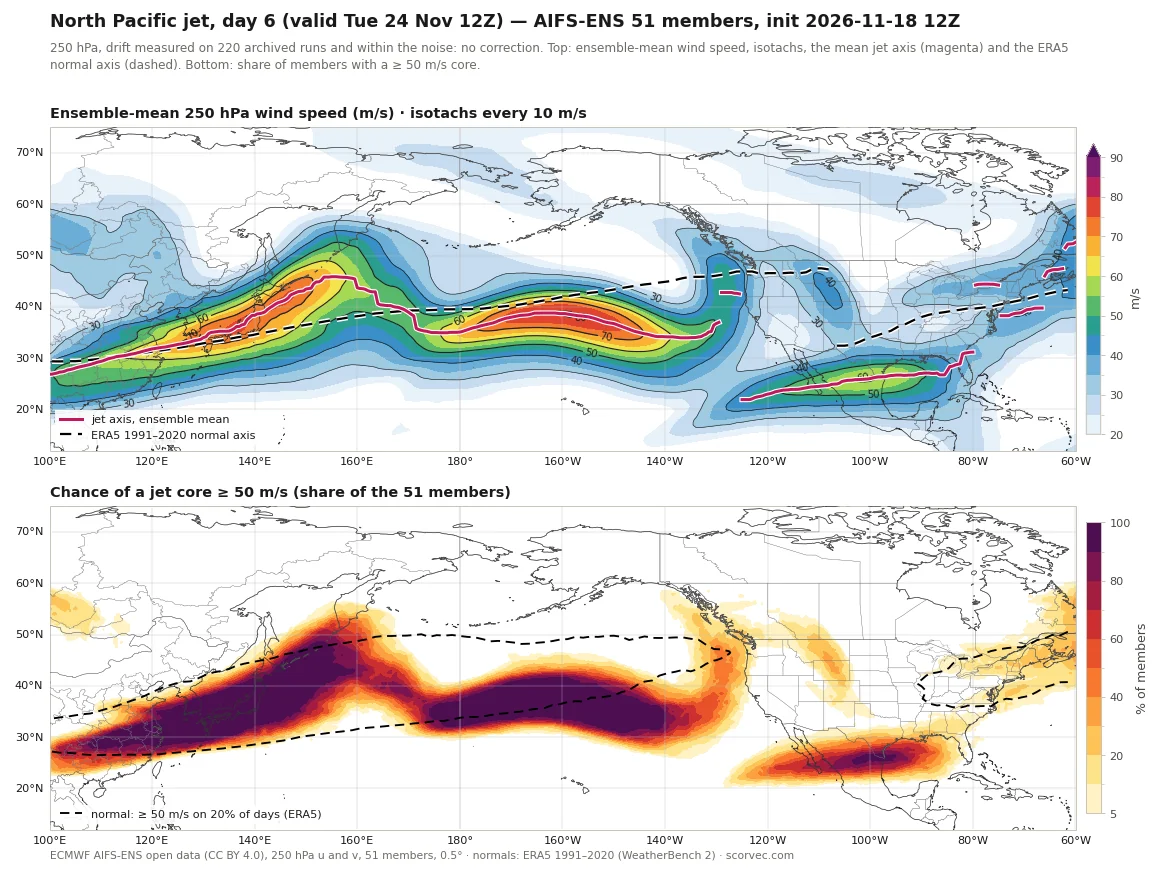 North Pacific jet, day 6 (valid Tue 24 Nov 12Z) — AIFS-ENS 51 members, init 2026-11-18 12Z
250 hPa, drift measured on 220 archived runs and within the noise: no correction. Top: ensemble-mean wind speed, isotachs, the mean jet axis (magenta) and the ERA5
normal axis (dashed). Bottom: share of members with a ≥ 50 m/s core.
Ensemble-mean 250 hPa wind speed (m/s) · isotachs every 10 m/s
70°N
60°N
50°N
40°N
30°N
20°N
30
30
60
40
60
70
50
40
30
30
40
50
jet axis, ensemble mean
ERA5 1991–2020 normal axis
100°E 120°E 140°E 160°E 180° 160°W 140°W 120°W 100°W 80°W 60°W
90
80
70
60
50
40
30
20
m/s
Chance of a jet core ≥ 50 m/s (share of the 51 members)
70°N
60°N
50°N
40°N
30°N
20°N
normal: ≥ 50 m/s on 20% of days (ERA5)
100°E 120°E 140°E 160°E 180° 160°W 140°W 120°W 100°W 80°W 60°W
100
80
60
40
20
5
% of members
ECMWF AIFS-ENS open data (CC BY 4.0), 250 hPa u and v, 51 members, 0.5° · normals: ERA5 1991–2020 (WeatherBench 2) · scorvec.com